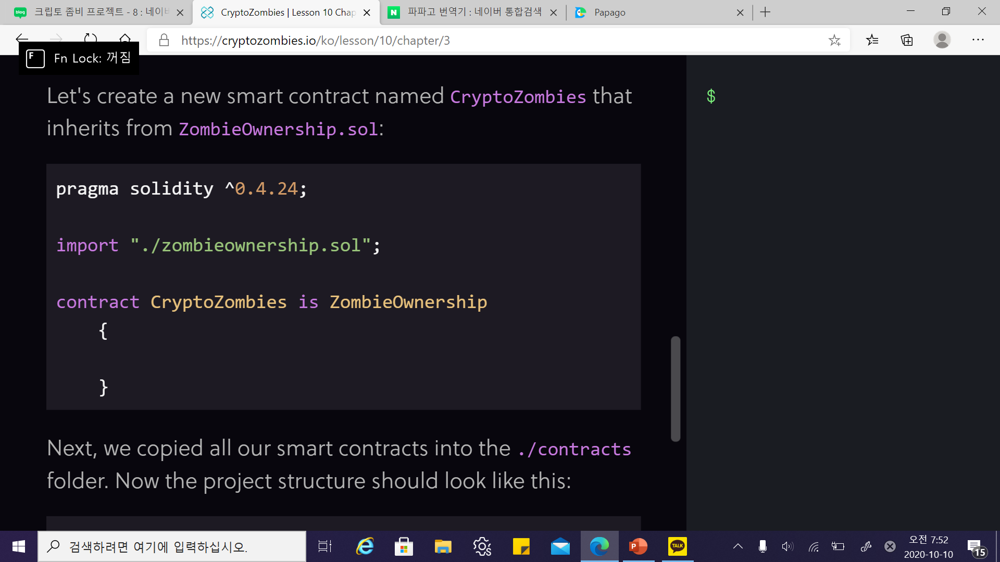 크립토 좀비 프로젝트 - 8 : 네이버
CryptoZombies | Lesson 10 Chap
파파고 번역기 : 네이버 통합검색
Papago
https://cryptozombies.io/ko/lesson/10/chapter/3
F Fn Lock: 꺼짐
Let's create a new smart contract named CryptoZombies that
inherits from ZombieOwnership.sol:
$
pragma solidity ^0.4.24;
import "./zombieownership.sol";
contract CryptoZombies is ZombieOwnership
{
}
Next, we copied all our smart contracts into the ./contracts
folder. Now the project structure should look like this:
검색하려면 여기에 입력하십시오.
TALK
오전 7:52
2020-10-10
15